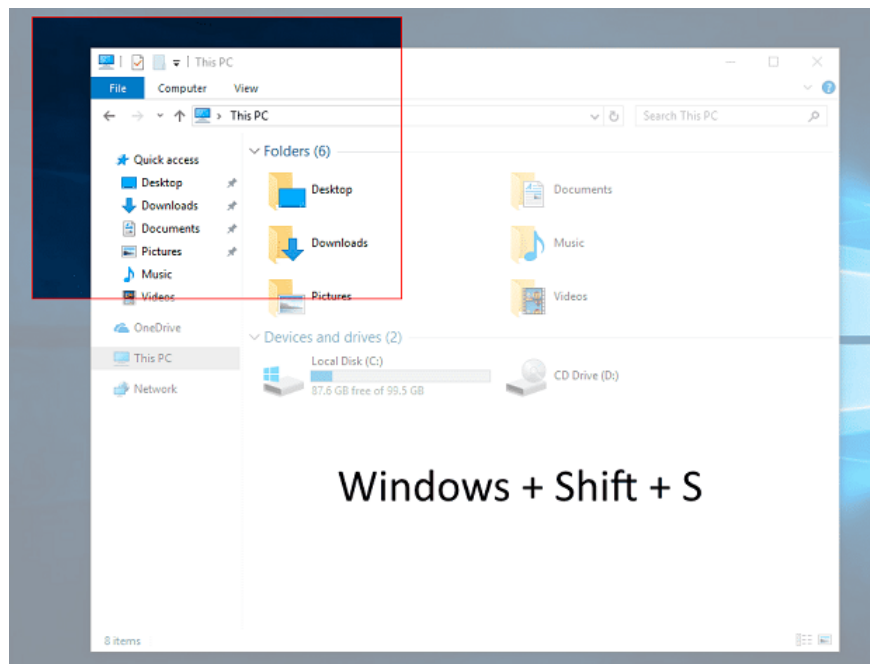 This PC
File Computer View
This PC
Search This PC
Quick access
Desktop
Downloads
Documents
Pictures
Music
Videos
OneDrive
This PC
Network
Folders (6)
Desktop
Documents
Downloads
Music
Pictures
Videos
Devices and drives (2)
Local Disk (C:)
87.6 GB free of 99.5 GB
CD Drive (D:)
Windows + Shift + S
8 items